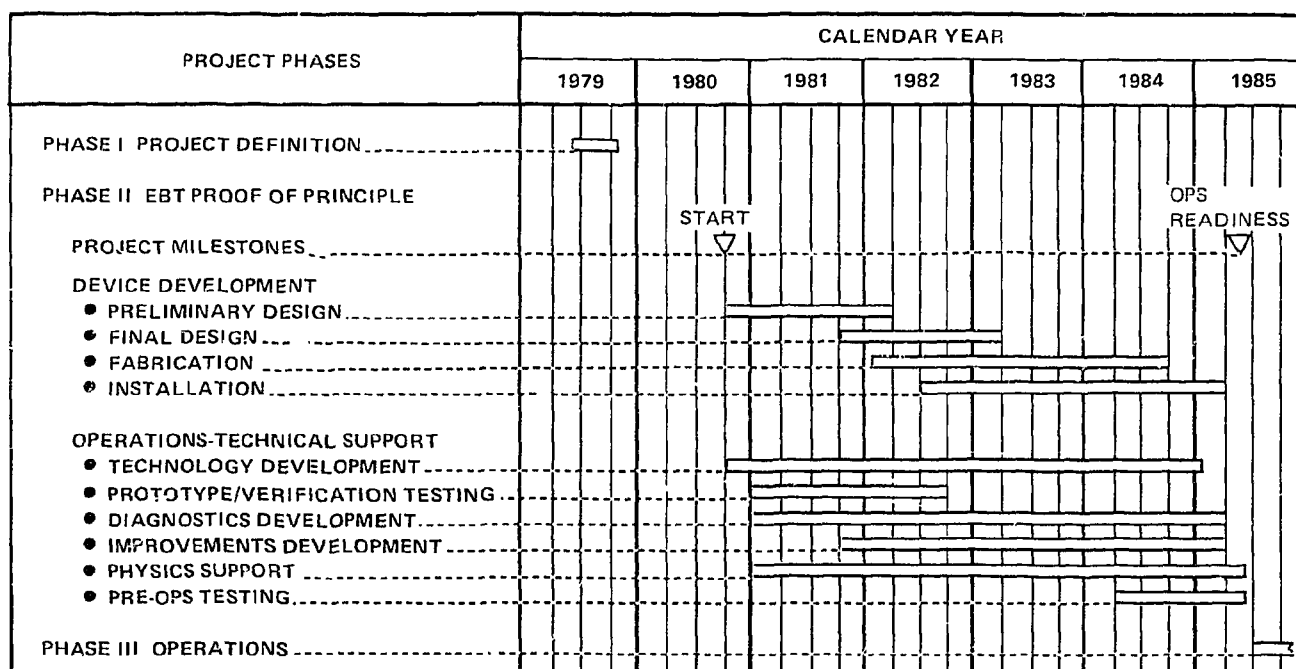 PROJECT PHASES
CALENDAR YEAR
1979 1980 1981 1982 1983 1984 1985
PHASE I PROJECT DEFINITION
PHASE II EBT PROOF OF PRINCIPLE
START
OPS
READINESS
PROJECT MILESTONES
DEVICE DEVELOPMENT
● PRELIMINARY DESIGN
● FINAL DESIGN
● FABRICATION
● INSTALLATION
OPERATIONS-TECHNICAL SUPPORT
● TECHNOLOGY DEVELOPMENT
● PROTOTYPE/VERIFICATION TESTING
● DIAGNOSTICS DEVELOPMENT
● IMPROVEMENTS DEVELOPMENT
● PHYSICS SUPPORT
● PRE-OPS TESTING
PHASE III OPERATIONS